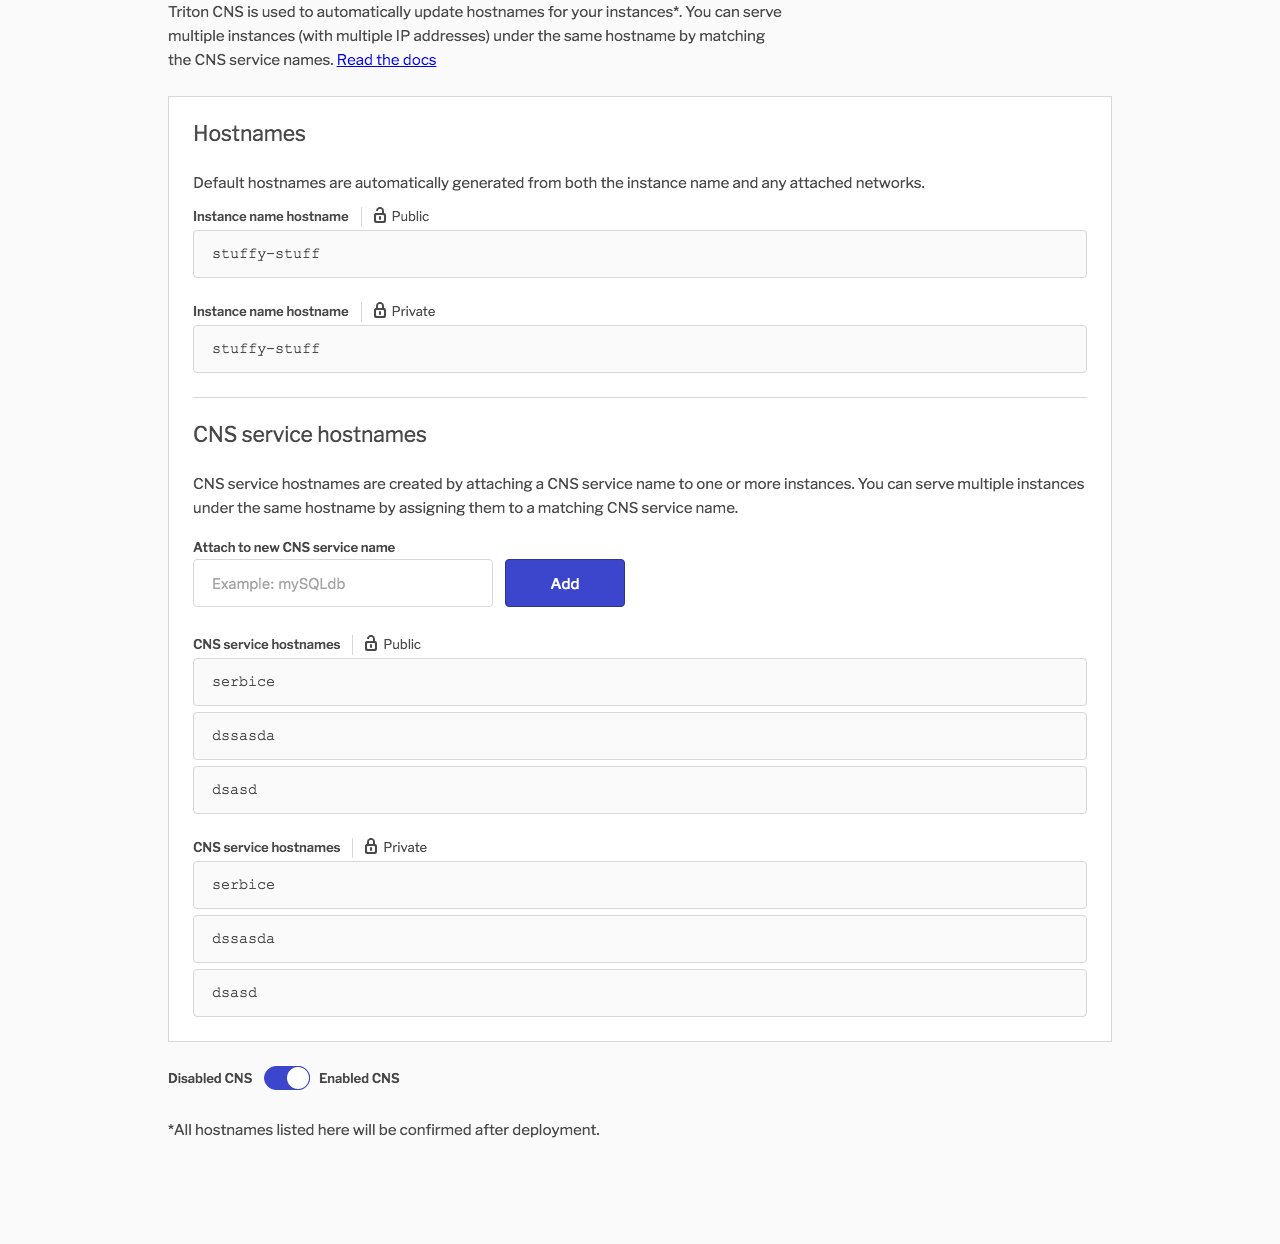 Triton CNS is used to automatically update hostnames for your instances*. You can serve
multiple instances (with multiple IP addresses) under the same hostname by matching
the CNS service names. Read the docs
Hostnames
Default hostnames are automatically generated from both the instance name and any attached networks.
Instance name hostname Public
stuffy-stuff
Instance name hostname Private
stuffy-stuff
CNS service hostnames
CNS service hostnames are created by attaching a CNS service name to one or more instances. You can serve multiple instances
under the same hostname by assigning them to a matching CNS service name.
Attach to new CNS service name
Example: mySQLdb Add
CNS service hostnames Public
serbice
dssasda
dsasd
CNS service hostnames Private
serbice
dssasda
dsasd
Disabled CNS Enabled CNS
*All hostnames listed here will be confirmed after deployment.